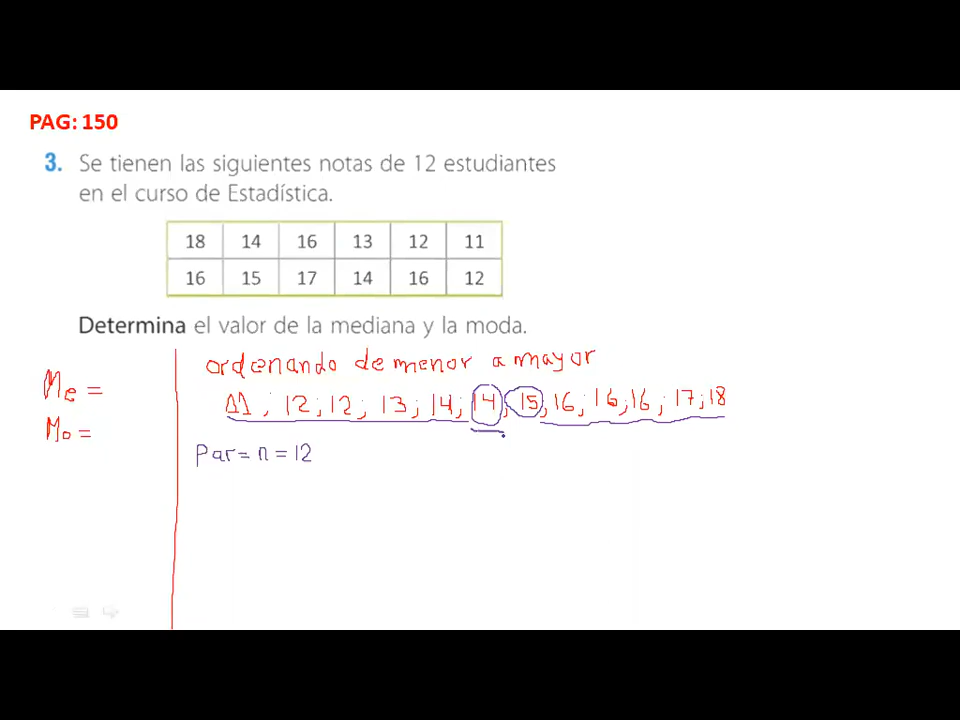 PAG: 150
3. Se tienen las siguientes notas de 12 estudiantes
en el curso de Estadística.
18 14 16 13 12 11
16 15 17 14 16 12
Determina el valor de la mediana y la moda.
ordenando de menor a mayor
Me =
11; 12; 12; 13; 14; 14; 15; 16; 16; 16; 17; 18
Mo =
Par = n = 12